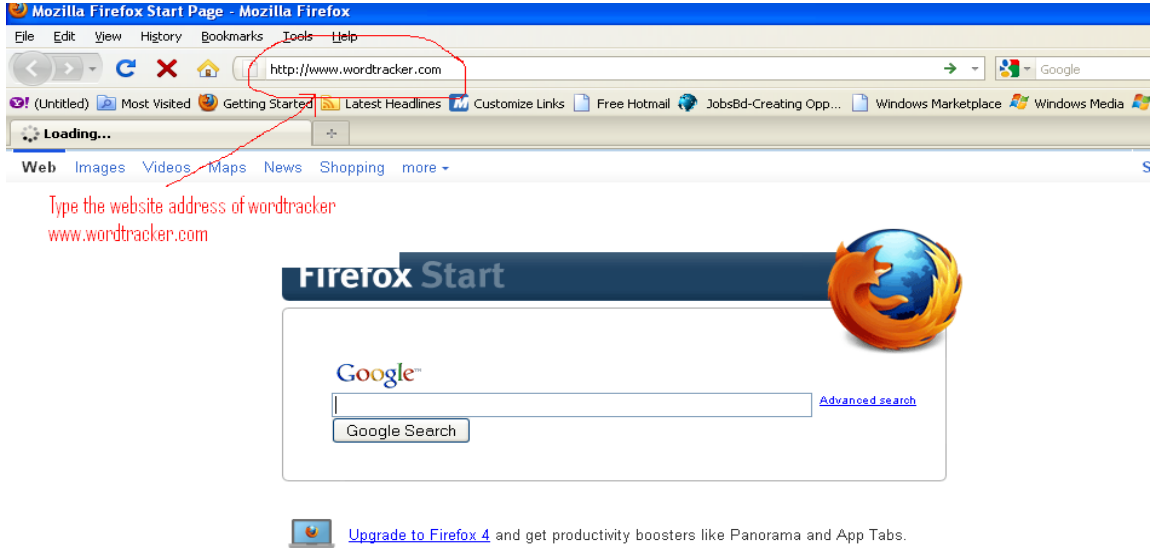 Mozilla Firefox Start Page - Mozilla Firefox
File Edit View History Bookmarks Tools Help
http://www.wordtracker.com Google
(Untitled) Most Visited Getting Started Latest Headlines Customize Links Free Hotmail JobsBd-Creating Opp... Windows Marketplace Windows Media
Loading...
Web Images Videos Maps News Shopping more
Type the website address of wordtracker
www.wordtracker.com
Firefox Start
Google™
Advanced search
Google Search
Upgrade to Firefox 4 and get productivity boosters like Panorama and App Tabs.